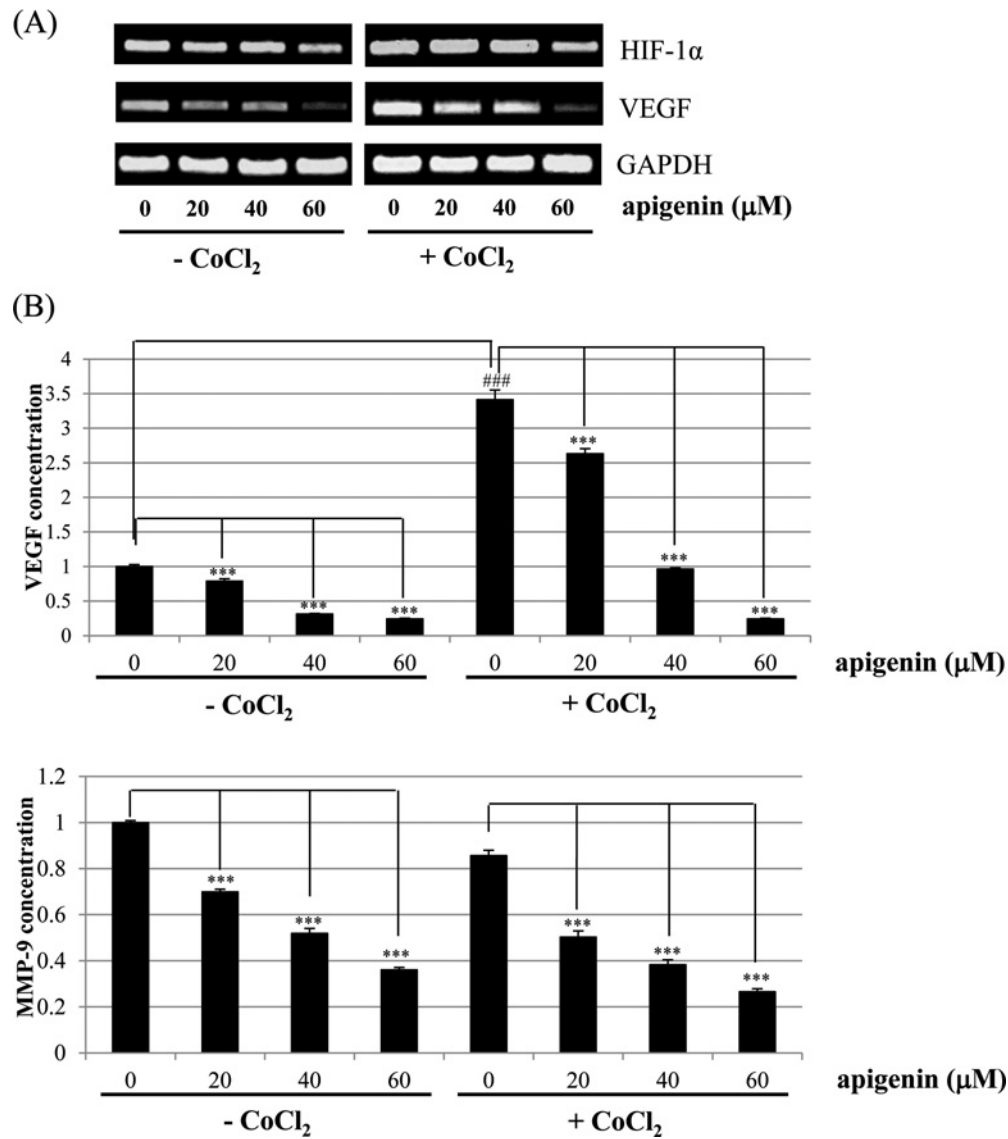 (A)
HIF-1α
VEGF
GAPDH
0 20 40 60 0 20 40 60 apigenin (μM)
- CoCl₂ + CoCl₂
(B)
VEGF concentration
4
3.5
3
2.5
2
1.5
1
0.5
0
###
***
***
***
***
***
***
0 20 40 60 0 20 40 60 apigenin (μM)
- CoCl₂ + CoCl₂
MMP-9 concentration
1.2
1
0.8
0.6
0.4
0.2
0
***
***
***
***
***
***
0 20 40 60 0 20 40 60 apigenin (μM)
- CoCl₂ + CoCl₂